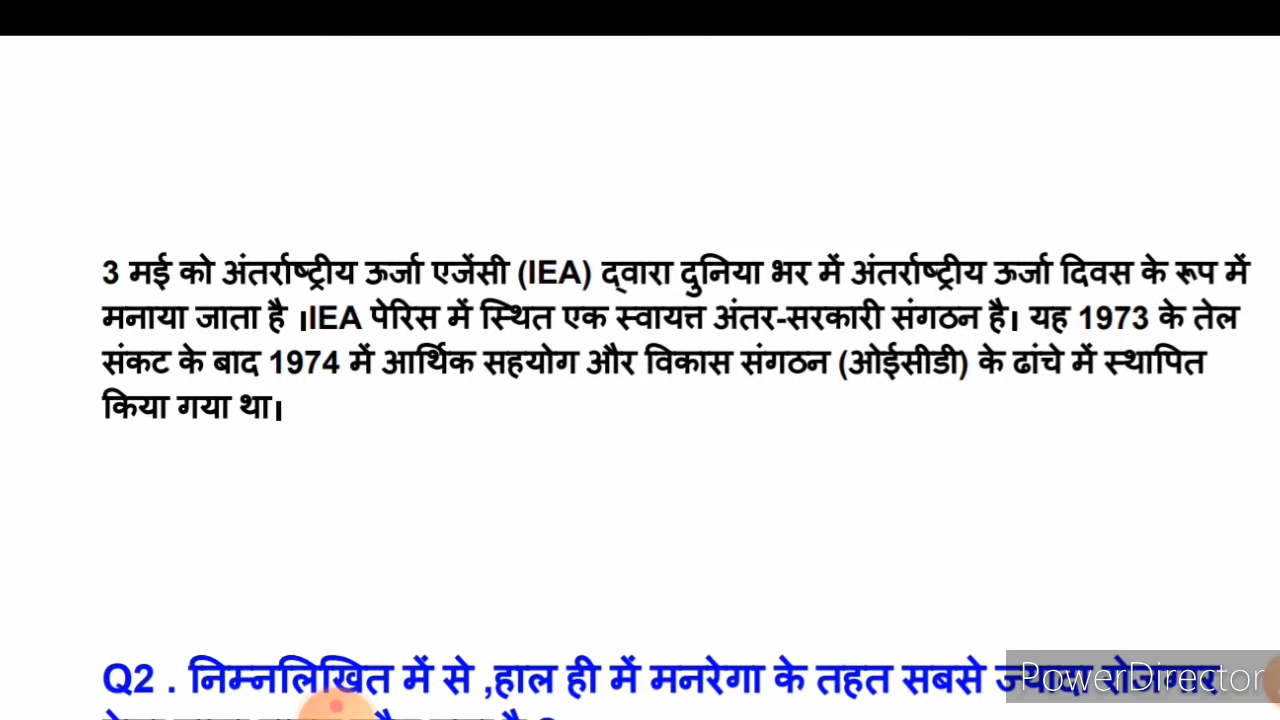 3 मई को अंतर्राष्ट्रीय ऊर्जा एजेंसी (IEA) द्वारा दुनिया भर में अंतर्राष्ट्रीय ऊर्जा दिवस के रूप में
मनाया जाता है ।IEA पेरिस में स्थित एक स्वायत्त अंतर-सरकारी संगठन है। यह 1973 के तेल
संकट के बाद 1974 में आर्थिक सहयोग और विकास संगठन (ओईसीडी) के ढांचे में स्थापित
किया गया था।
Q2 . निम्नलिखित में से ,हाल ही में मनरेगा के तहत सबसे ज्यादा रोजगार
PowerDirector